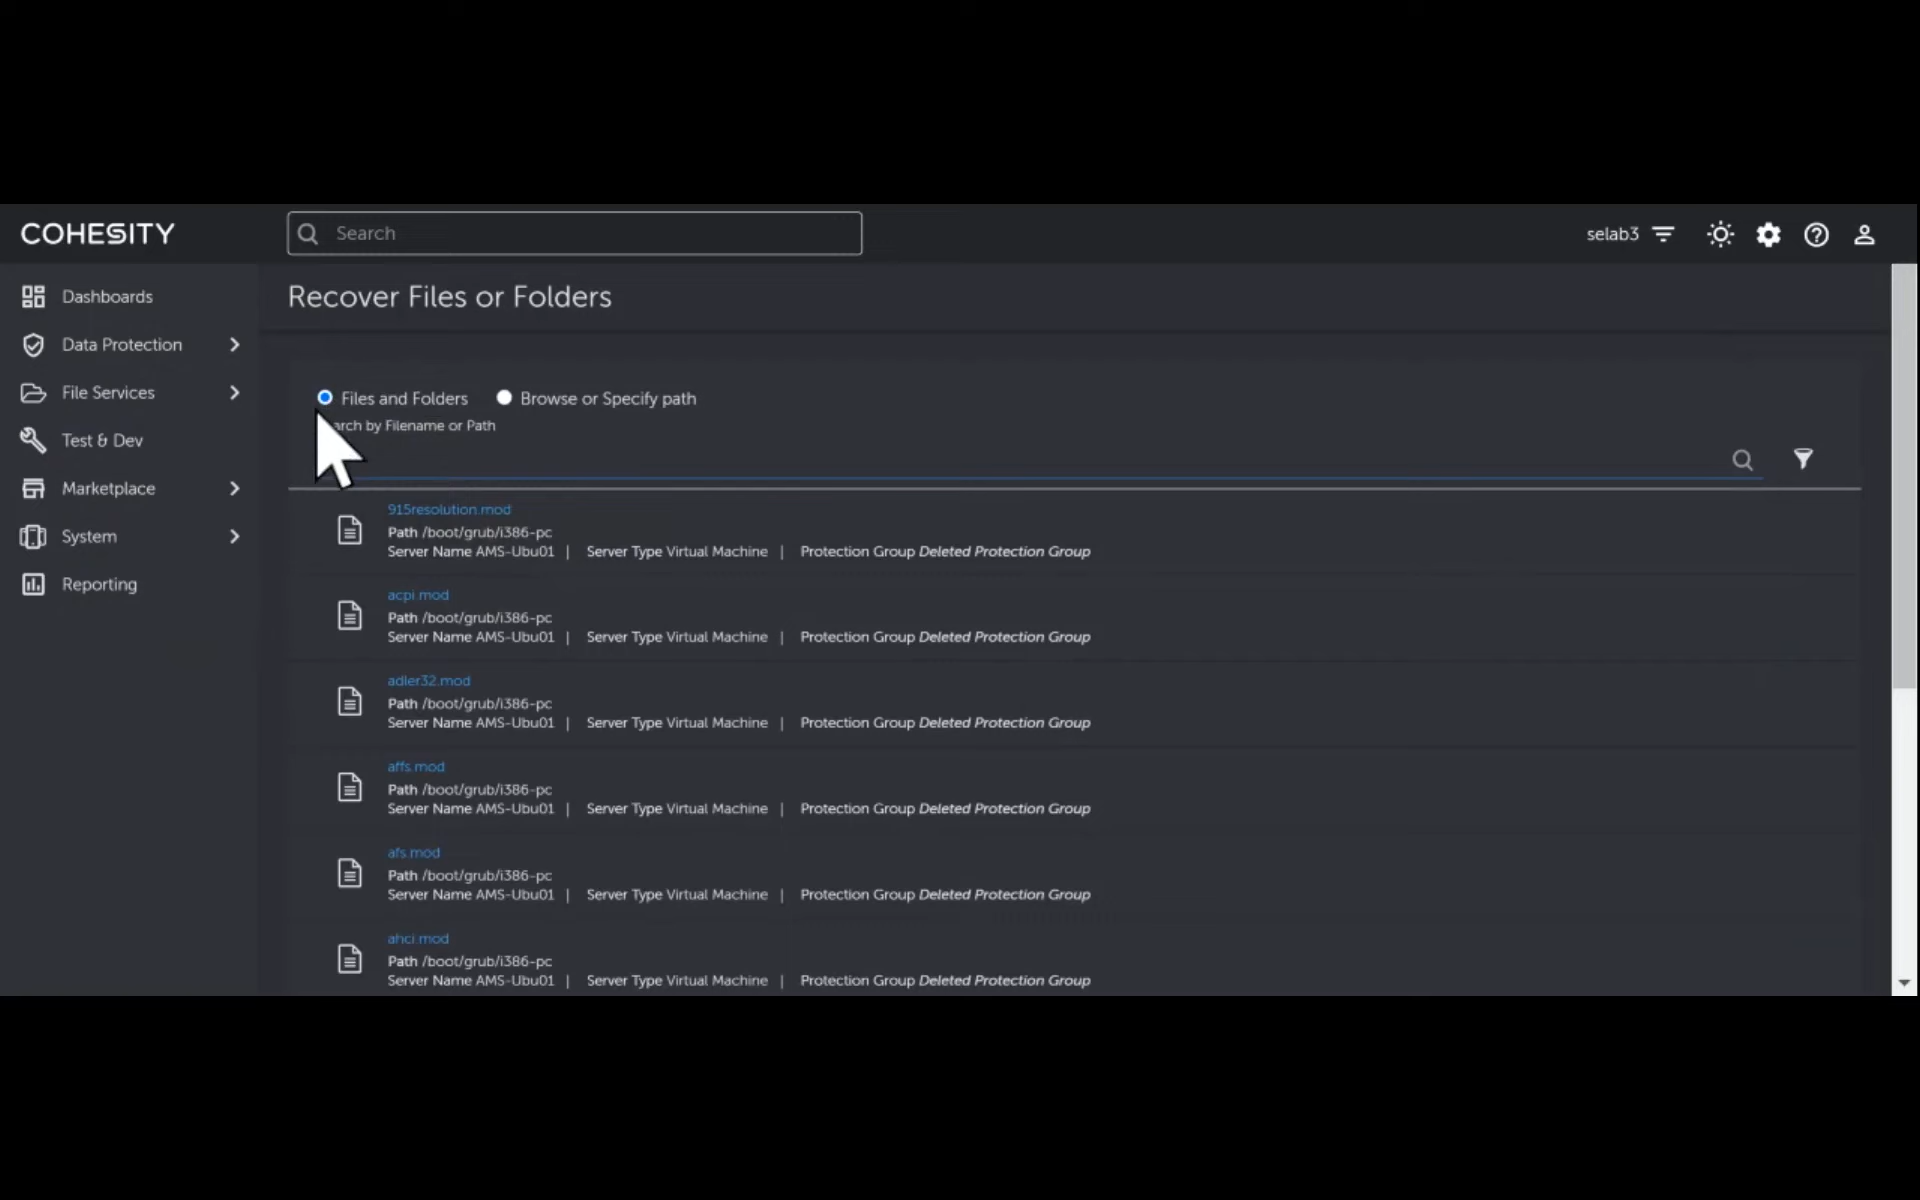 COHESITY
Search
selab3
Dashboards
Data Protection
File Services
Test & Dev
Marketplace
System
Reporting
Recover Files or Folders
Files and Folders
Browse or Specify path
by Filename or Path
915resolution.mod
Path /boot/grub/i386-pc
Server Name AMS-Ubu01 | Server Type Virtual Machine | Protection Group Deleted Protection Group
acpi.mod
Path /boot/grub/i386-pc
Server Name AMS-Ubu01 | Server Type Virtual Machine | Protection Group Deleted Protection Group
adler32.mod
Path /boot/grub/i386-pc
Server Name AMS-Ubu01 | Server Type Virtual Machine | Protection Group Deleted Protection Group
affs.mod
Path /boot/grub/i386-pc
Server Name AMS-Ubu01 | Server Type Virtual Machine | Protection Group Deleted Protection Group
afs.mod
Path /boot/grub/i386-pc
Server Name AMS-Ubu01 | Server Type Virtual Machine | Protection Group Deleted Protection Group
ahci.mod
Path /boot/grub/i386-pc
Server Name AMS-Ubu01 | Server Type Virtual Machine | Protection Group Deleted Protection Group